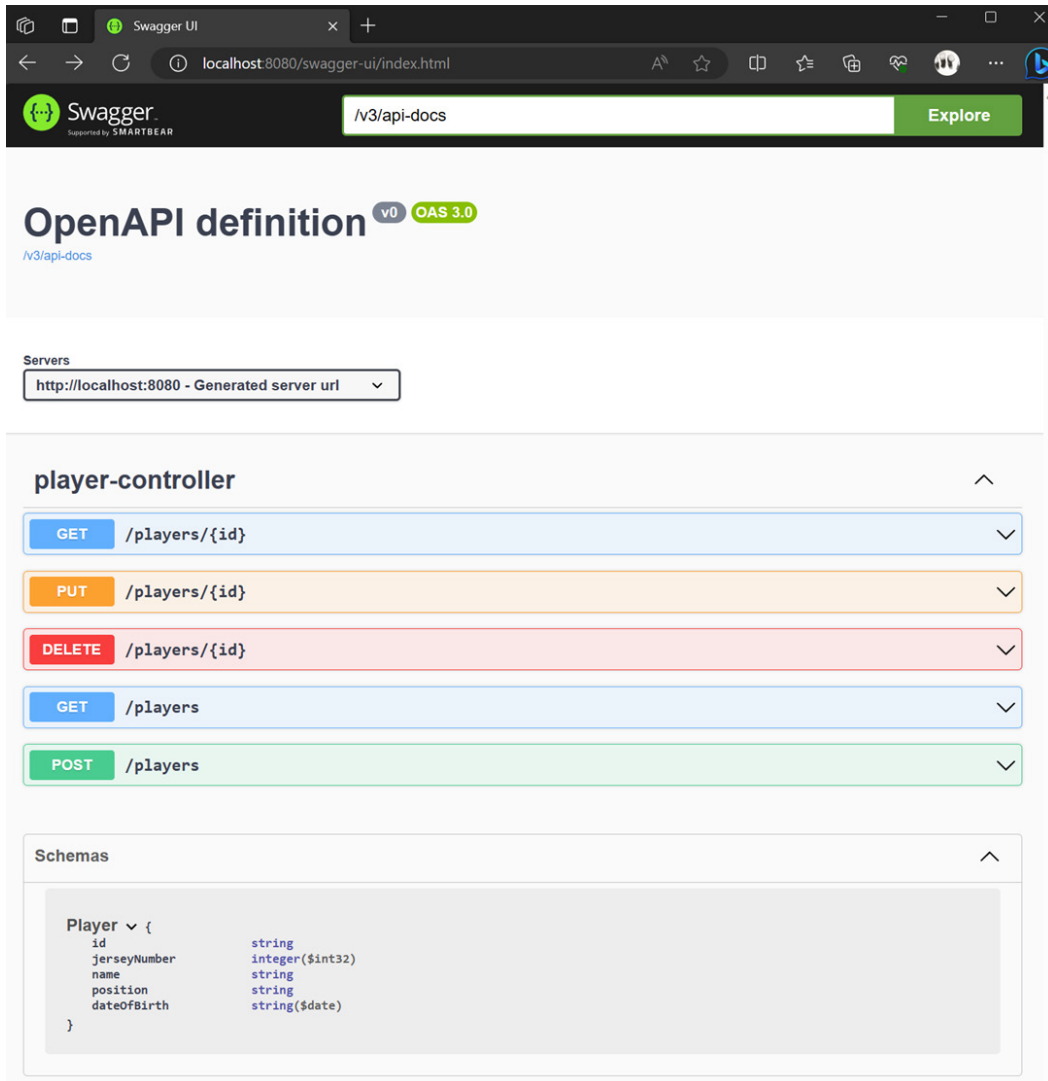 Swagger UI
localhost:8080/swagger-ui/index.html
Swagger.
Supported by SMARTBEAR
/v3/api-docs
Explore
OpenAPI definition v0 OAS 3.0
/v3/api-docs
Servers
http://localhost:8080 - Generated server url
player-controller
GET /players/{id}
PUT /players/{id}
DELETE /players/{id}
GET /players
POST /players
Schemas
Player {
id string
jerseyNumber integer($int32)
name string
position string
dateOfBirth string($date)
}